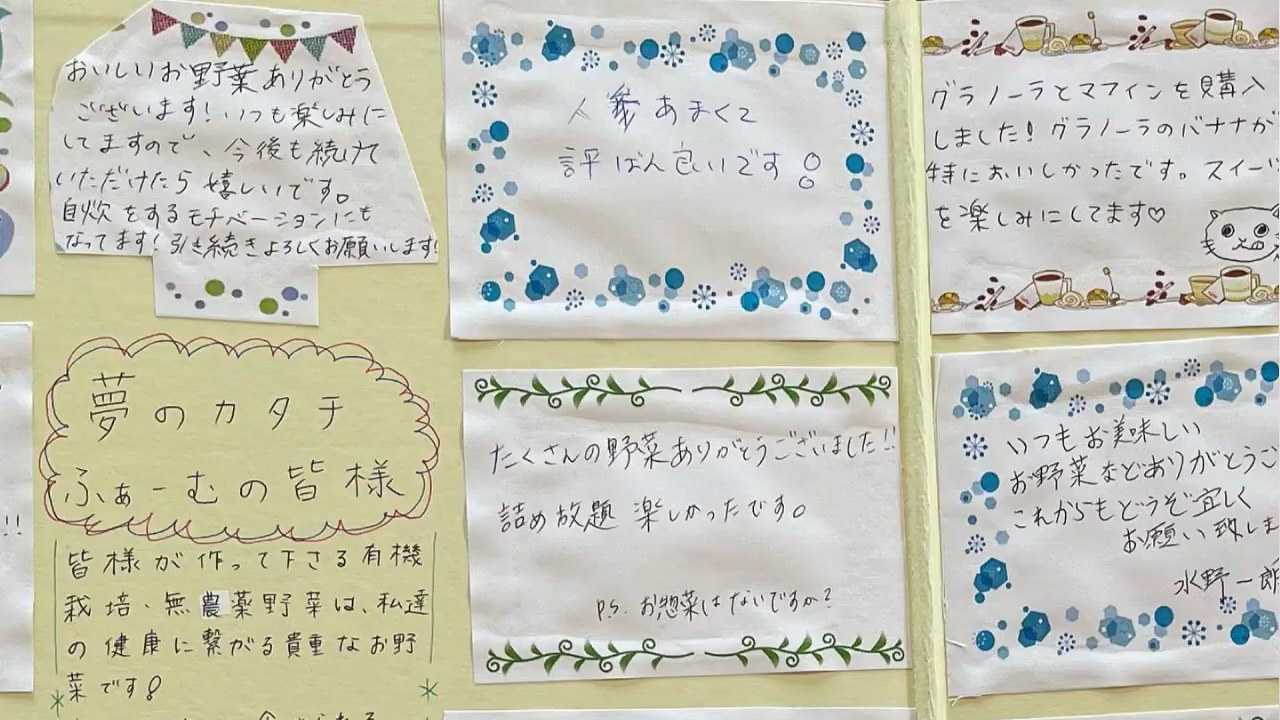 おいしいお野菜ありがとう
ございます！いつも楽しみに
してますので、今後も続けて
いただけたら嬉しいです。
自炊をするモチベーションにも
なってます！引き続きよろしくお願いします！
夢のカタチ
ふぁーむの皆様
皆様が作って下さる有機
栽培・無農薬野菜は、私達
の健康に繋がる貴重なお野
菜です！
人参あまくて
評ばん良いです！
たくさんの野菜ありがとうございました!!
詰め放題楽しかったです。
P.S. お惣菜はないですか？
グラノーラとマフィンを購入
しました！グラノーラのバナナが
特においしかったです。スイーツ
を楽しみにしてます♡
いつもお美味しい
お野菜などありがとうご
これからもどうぞ宜しく
お願い致しま
水野一郎
!!